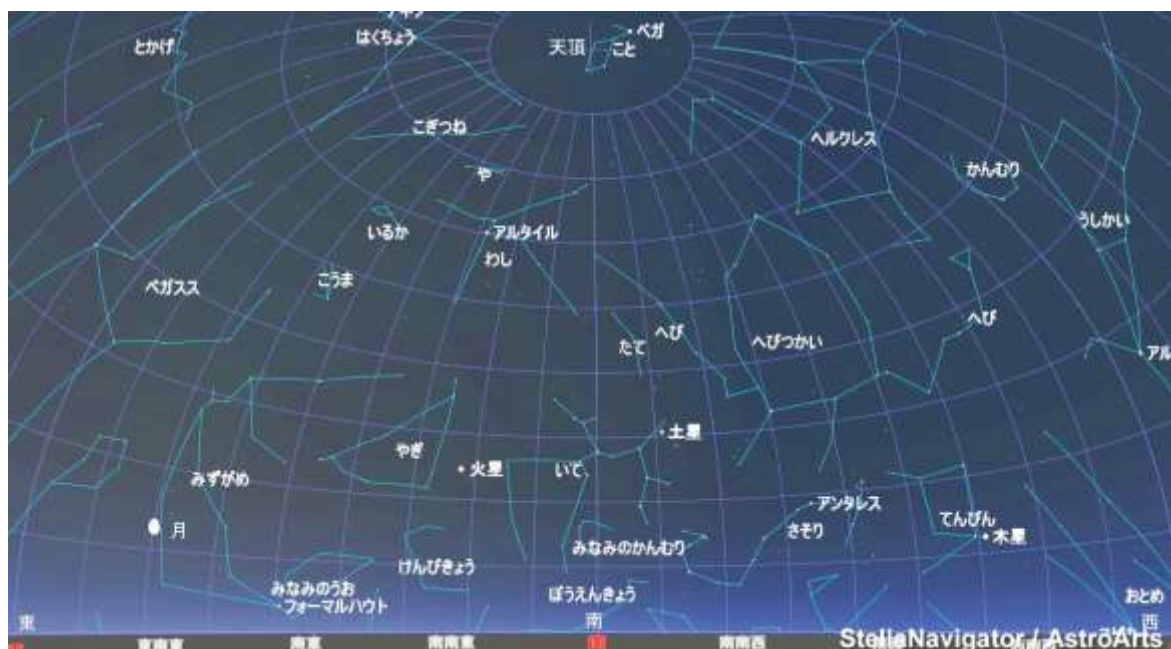 とかげ
はくちょう
天頂
ベガ
こと
こぎつね
ヘルクレス
かんむり
や
うしかい
いるか
アルタイル
わし
こうま
ペガスス
へび
たて
へびつかい
へび
アル
土星
やぎ
火星
いて
みずがめ
アンタレス
さそり
てんびん
木星
月
みなみのかんむり
けんびきょう
みなみのうお
フォーマルハウト
ぼうえんきょう
おとめ
東
南
西
東南東
南東
南南東
南南西
StellaNavigator / AstroArts